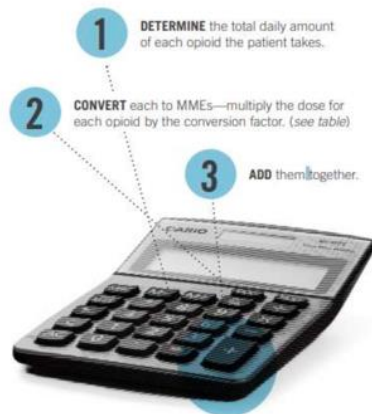 1
DETERMINE the total daily amount
of each opioid the patient takes.
2
CONVERT each to MMEs—multiply the dose for
each opioid by the conversion factor. (see table)
3
ADD them together.